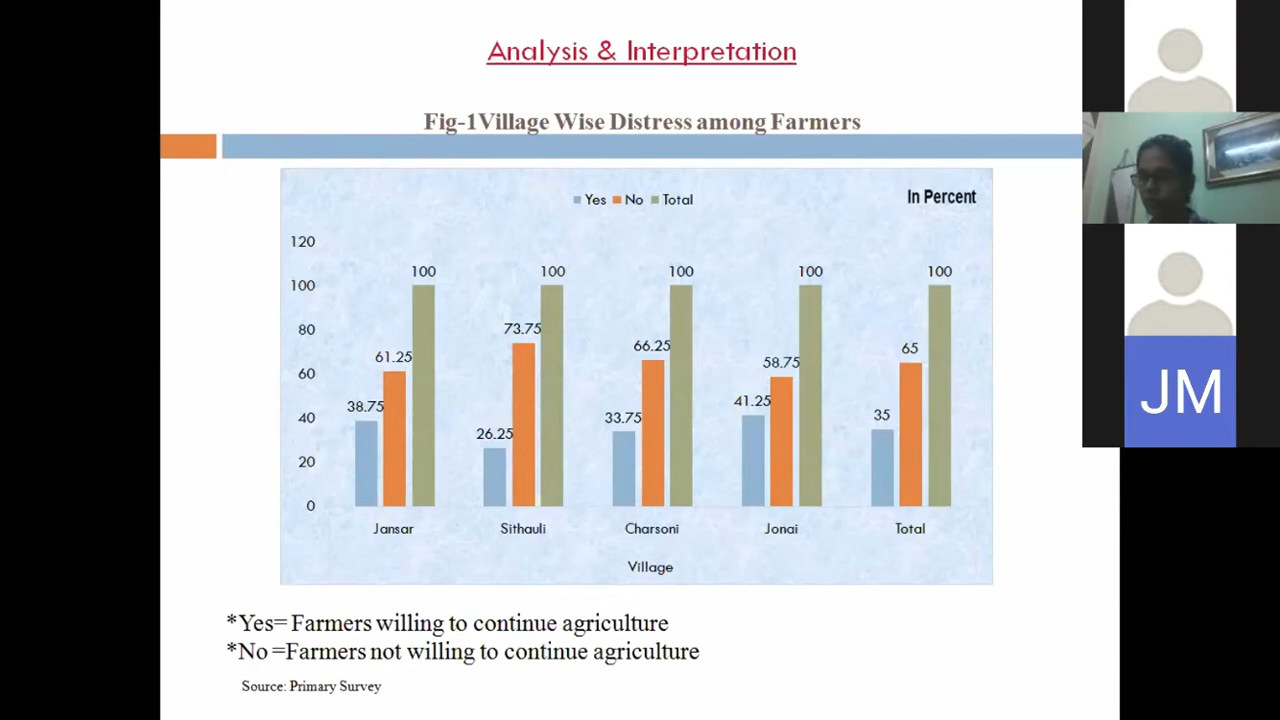 Analysis & Interpretation
Fig-1Village Wise Distress among Farmers
Yes No Total
In Percent
120
100
80
60
40
20
0
38.75 61.25 100
26.25 73.75 100
33.75 66.25 100
41.25 58.75 100
35 65 100
Jansar Sithauli Charsoni Jonai Total
Village
*Yes= Farmers willing to continue agriculture
*No =Farmers not willing to continue agriculture
Source: Primary Survey
JM